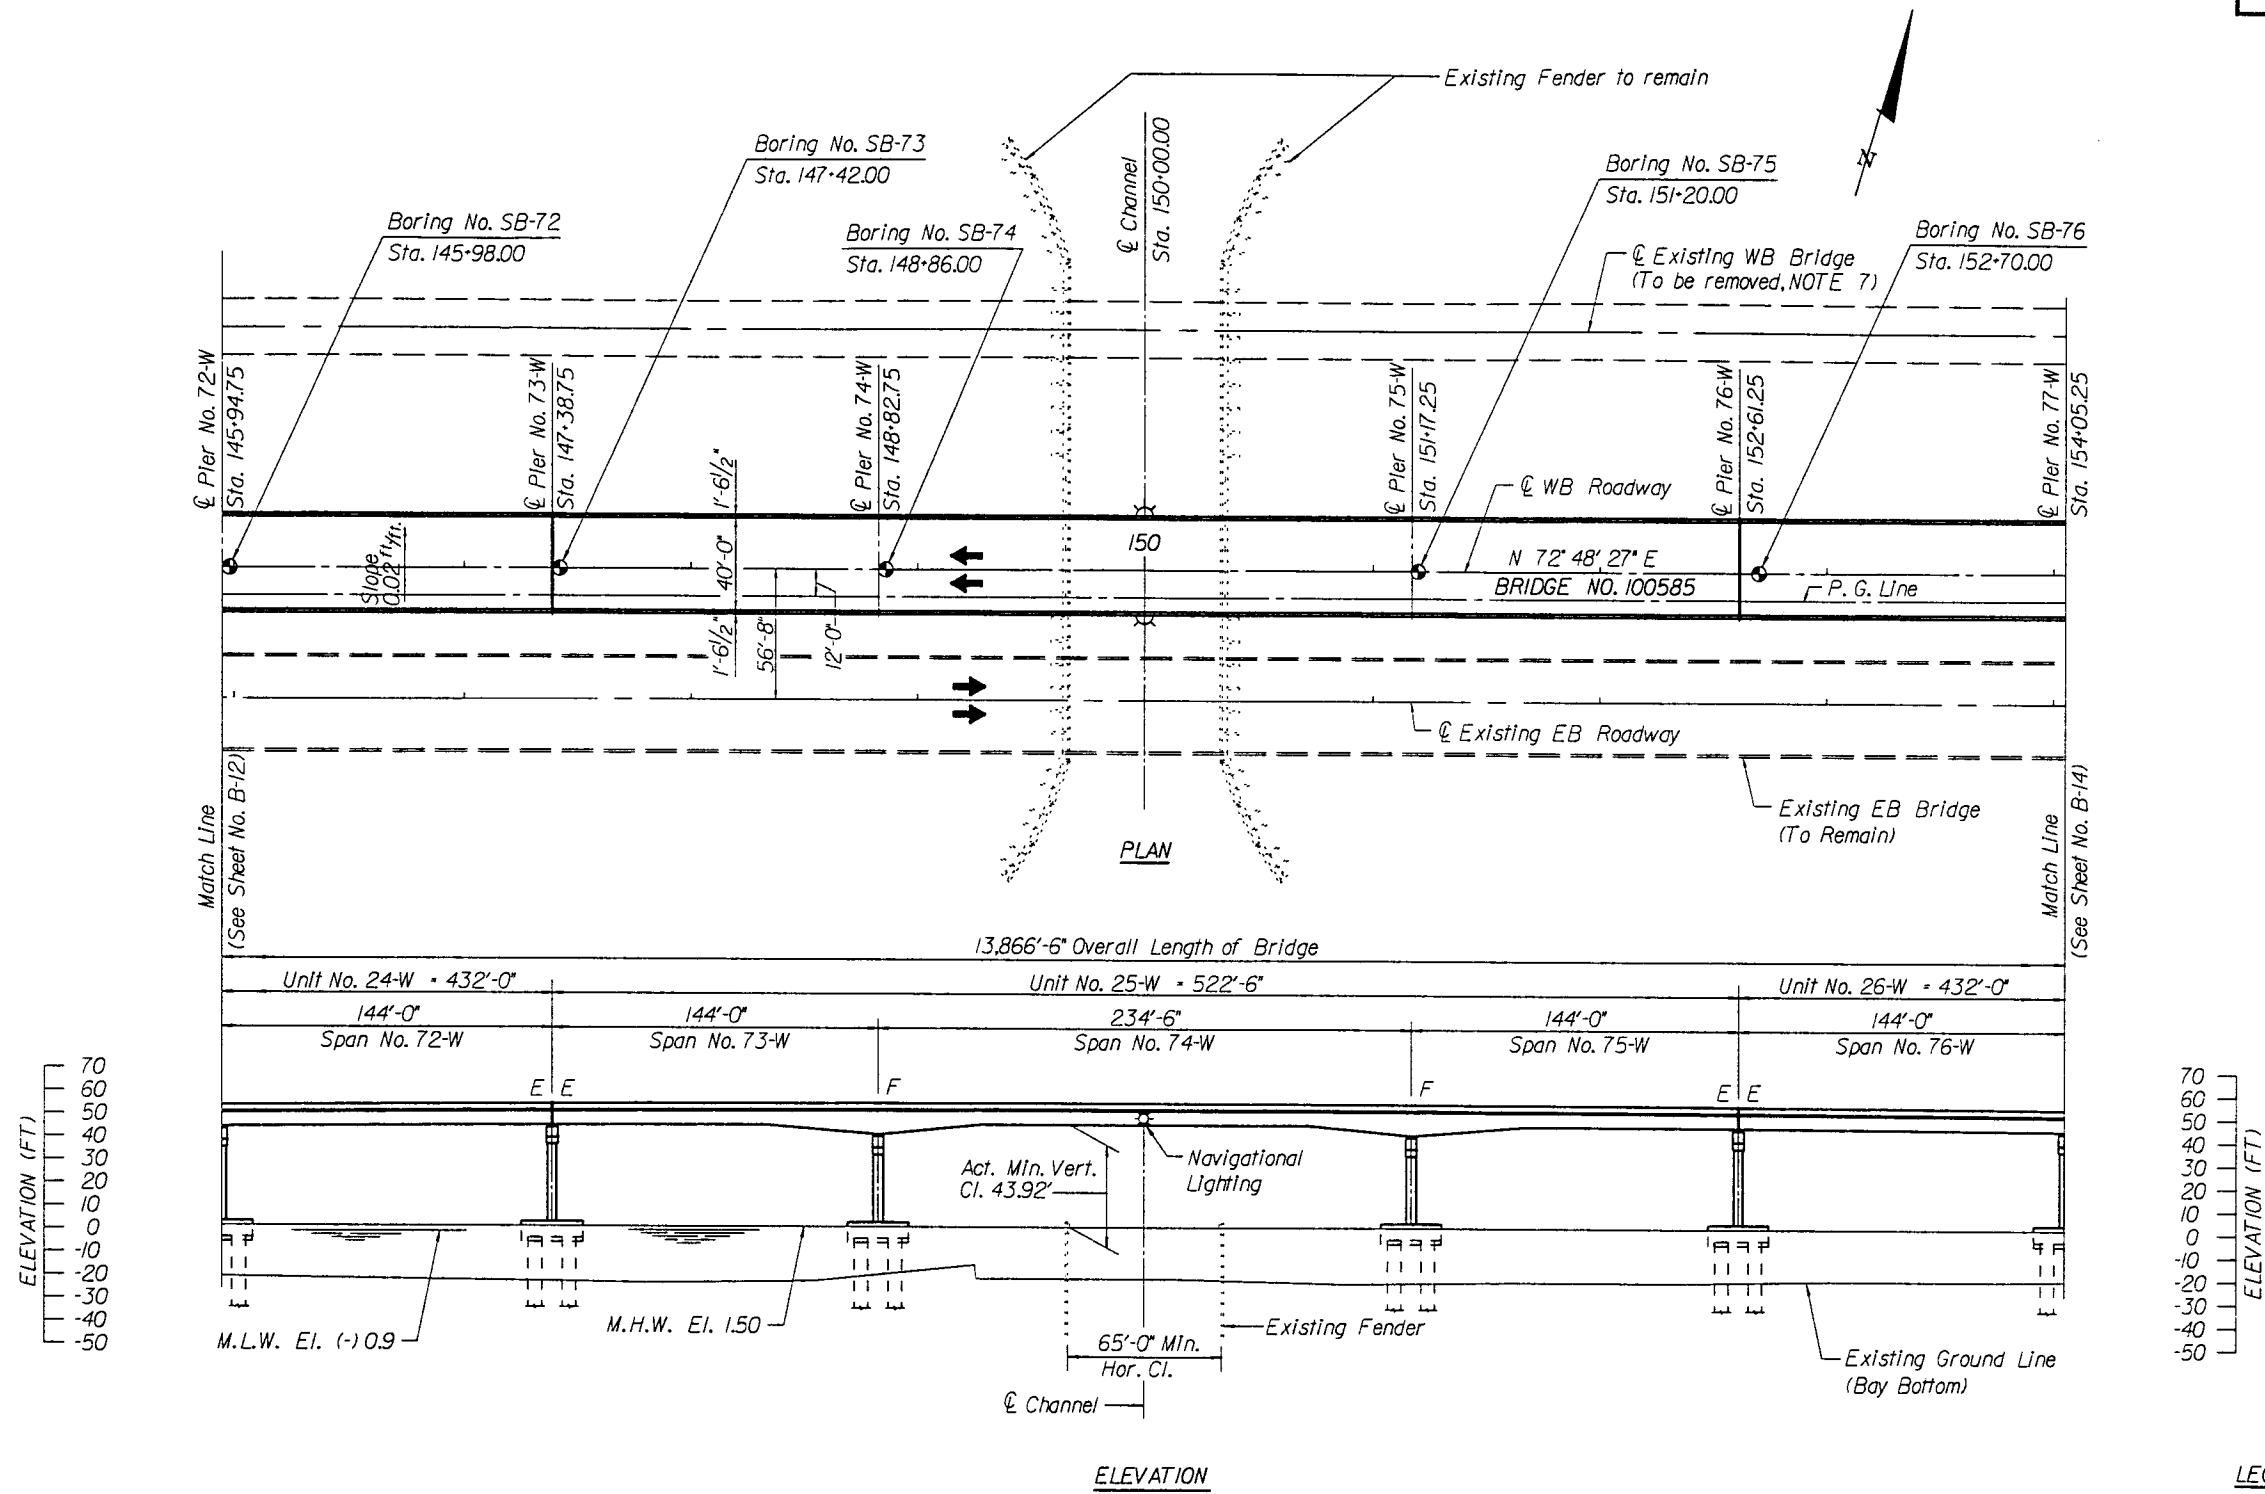 Existing Fender to remain
Boring No. SB-73
Sta. 147+42.00
℄ Channel
Sta. 150+00.00
Boring No. SB-75
Sta. 151+20.00
N
Boring No. SB-72
Sta. 145+98.00
Boring No. SB-74
Sta. 148+86.00
℄ Existing WB Bridge
(To be removed, NOTE 7)
Boring No. SB-76
Sta. 152+70.00
℄ Pier No. 72-W
Sta. 145+94.75
℄ Pier No. 73-W
Sta. 147+38.75
℄ Pier No. 74-W
Sta. 148+82.75
℄ Pier No. 75-W
Sta. 151+17.25
℄ Pier No. 76-W
Sta. 152+61.25
℄ Pier No. 77-W
Sta. 154+05.25
℄ WB Roadway
Slope
0.02 ft/ft.
1'-6 1/2"
40'-0"
1'-6 1/2"
56'-8"
12'-0"
150
N 72° 48' 27" E
BRIDGE NO. 100585
P. G. Line
℄ Existing EB Roadway
Existing EB Bridge
(To Remain)
Match Line
(See Sheet No. B-12)
Match Line
(See Sheet No. B-14)
PLAN
13,866'-6" Overall Length of Bridge
Unit No. 24-W = 432'-0"
Unit No. 25-W = 522'-6"
Unit No. 26-W = 432'-0"
144'-0"
144'-0"
234'-6"
144'-0"
144'-0"
Span No. 72-W
Span No. 73-W
Span No. 74-W
Span No. 75-W
Span No. 76-W
E E
F
F
E E
ELEVATION (FT)
70
60
50
40
30
20
10
0
-10
-20
-30
-40
-50
Act. Min. Vert.
Cl. 43.92'
Navigational
Lighting
M.L.W. El. (-) 0.9
M.H.W. El. 1.50
65'-0" Min.
Hor. Cl.
Existing Fender
℄ Channel
Existing Ground Line
(Bay Bottom)
70
60
50
40
30
20
10
0
-10
-20
-30
-40
-50
ELEVATION (FT)
ELEVATION